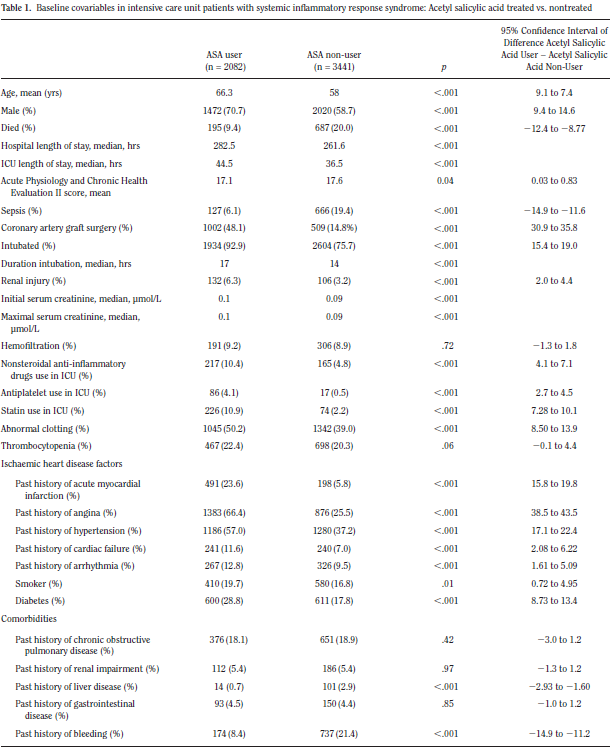 Table 1. Baseline covariables in intensive care unit patients with systemic inflammatory response syndrome: Acetyl salicylic acid treated vs. nontreated
95% Confidence Interval of
Difference Acetyl Salicylic
ASA user ASA non-user Acid User – Acetyl Salicylic
(n = 2082) (n = 3441) p Acid Non-User
Age, mean (yrs) 66.3 58 <.001 9.1 to 7.4
Male (%) 1472 (70.7) 2020 (58.7) <.001 9.4 to 14.6
Died (%) 195 (9.4) 687 (20.0) <.001 −12.4 to −8.77
Hospital length of stay, median, hrs 282.5 261.6 <.001
ICU length of stay, median, hrs 44.5 36.5 <.001
Acute Physiology and Chronic Health 17.1 17.6 0.04 0.03 to 0.83
Evaluation II score, mean
Sepsis (%) 127 (6.1) 666 (19.4) <.001 −14.9 to −11.6
Coronary artery graft surgery (%) 1002 (48.1) 509 (14.8%) <.001 30.9 to 35.8
Intubated (%) 1934 (92.9) 2604 (75.7) <.001 15.4 to 19.0
Duration intubation, median, hrs 17 14 <.001
Renal injury (%) 132 (6.3) 106 (3.2) <.001 2.0 to 4.4
Initial serum creatinine, median, µmol/L 0.1 0.09 <.001
Maximal serum creatinine, median, 0.1 0.09 <.001
µmol/L
Hemofiltration (%) 191 (9.2) 306 (8.9) .72 −1.3 to 1.8
Nonsteroidal anti-inflammatory 217 (10.4) 165 (4.8) <.001 4.1 to 7.1
drugs use in ICU (%)
Antiplatelet use in ICU (%) 86 (4.1) 17 (0.5) <.001 2.7 to 4.5
Statin use in ICU (%) 226 (10.9) 74 (2.2) <.001 7.28 to 10.1
Abnormal clotting (%) 1045 (50.2) 1342 (39.0) <.001 8.50 to 13.9
Thrombocytopenia (%) 467 (22.4) 698 (20.3) .06 −0.1 to 4.4
Ischaemic heart disease factors
Past history of acute myocardial 491 (23.6) 198 (5.8) <.001 15.8 to 19.8
infarction (%)
Past history of angina (%) 1383 (66.4) 876 (25.5) <.001 38.5 to 43.5
Past history of hypertension (%) 1186 (57.0) 1280 (37.2) <.001 17.1 to 22.4
Past history of cardiac failure (%) 241 (11.6) 240 (7.0) <.001 2.08 to 6.22
Past history of arrhythmia (%) 267 (12.8) 326 (9.5) <.001 1.61 to 5.09
Smoker (%) 410 (19.7) 580 (16.8) .01 0.72 to 4.95
Diabetes (%) 600 (28.8) 611 (17.8) <.001 8.73 to 13.4
Comorbidities
Past history of chronic obstructive 376 (18.1) 651 (18.9) .42 −3.0 to 1.2
pulmonary disease (%)
Past history of renal impairment (%) 112 (5.4) 186 (5.4) .97 −1.3 to 1.2
Past history of liver disease (%) 14 (0.7) 101 (2.9) <.001 −2.93 to −1.60
Past history of gastrointestinal 93 (4.5) 150 (4.4) .85 −1.0 to 1.2
disease (%)
Past history of bleeding (%) 174 (8.4) 737 (21.4) <.001 −14.9 to −11.2